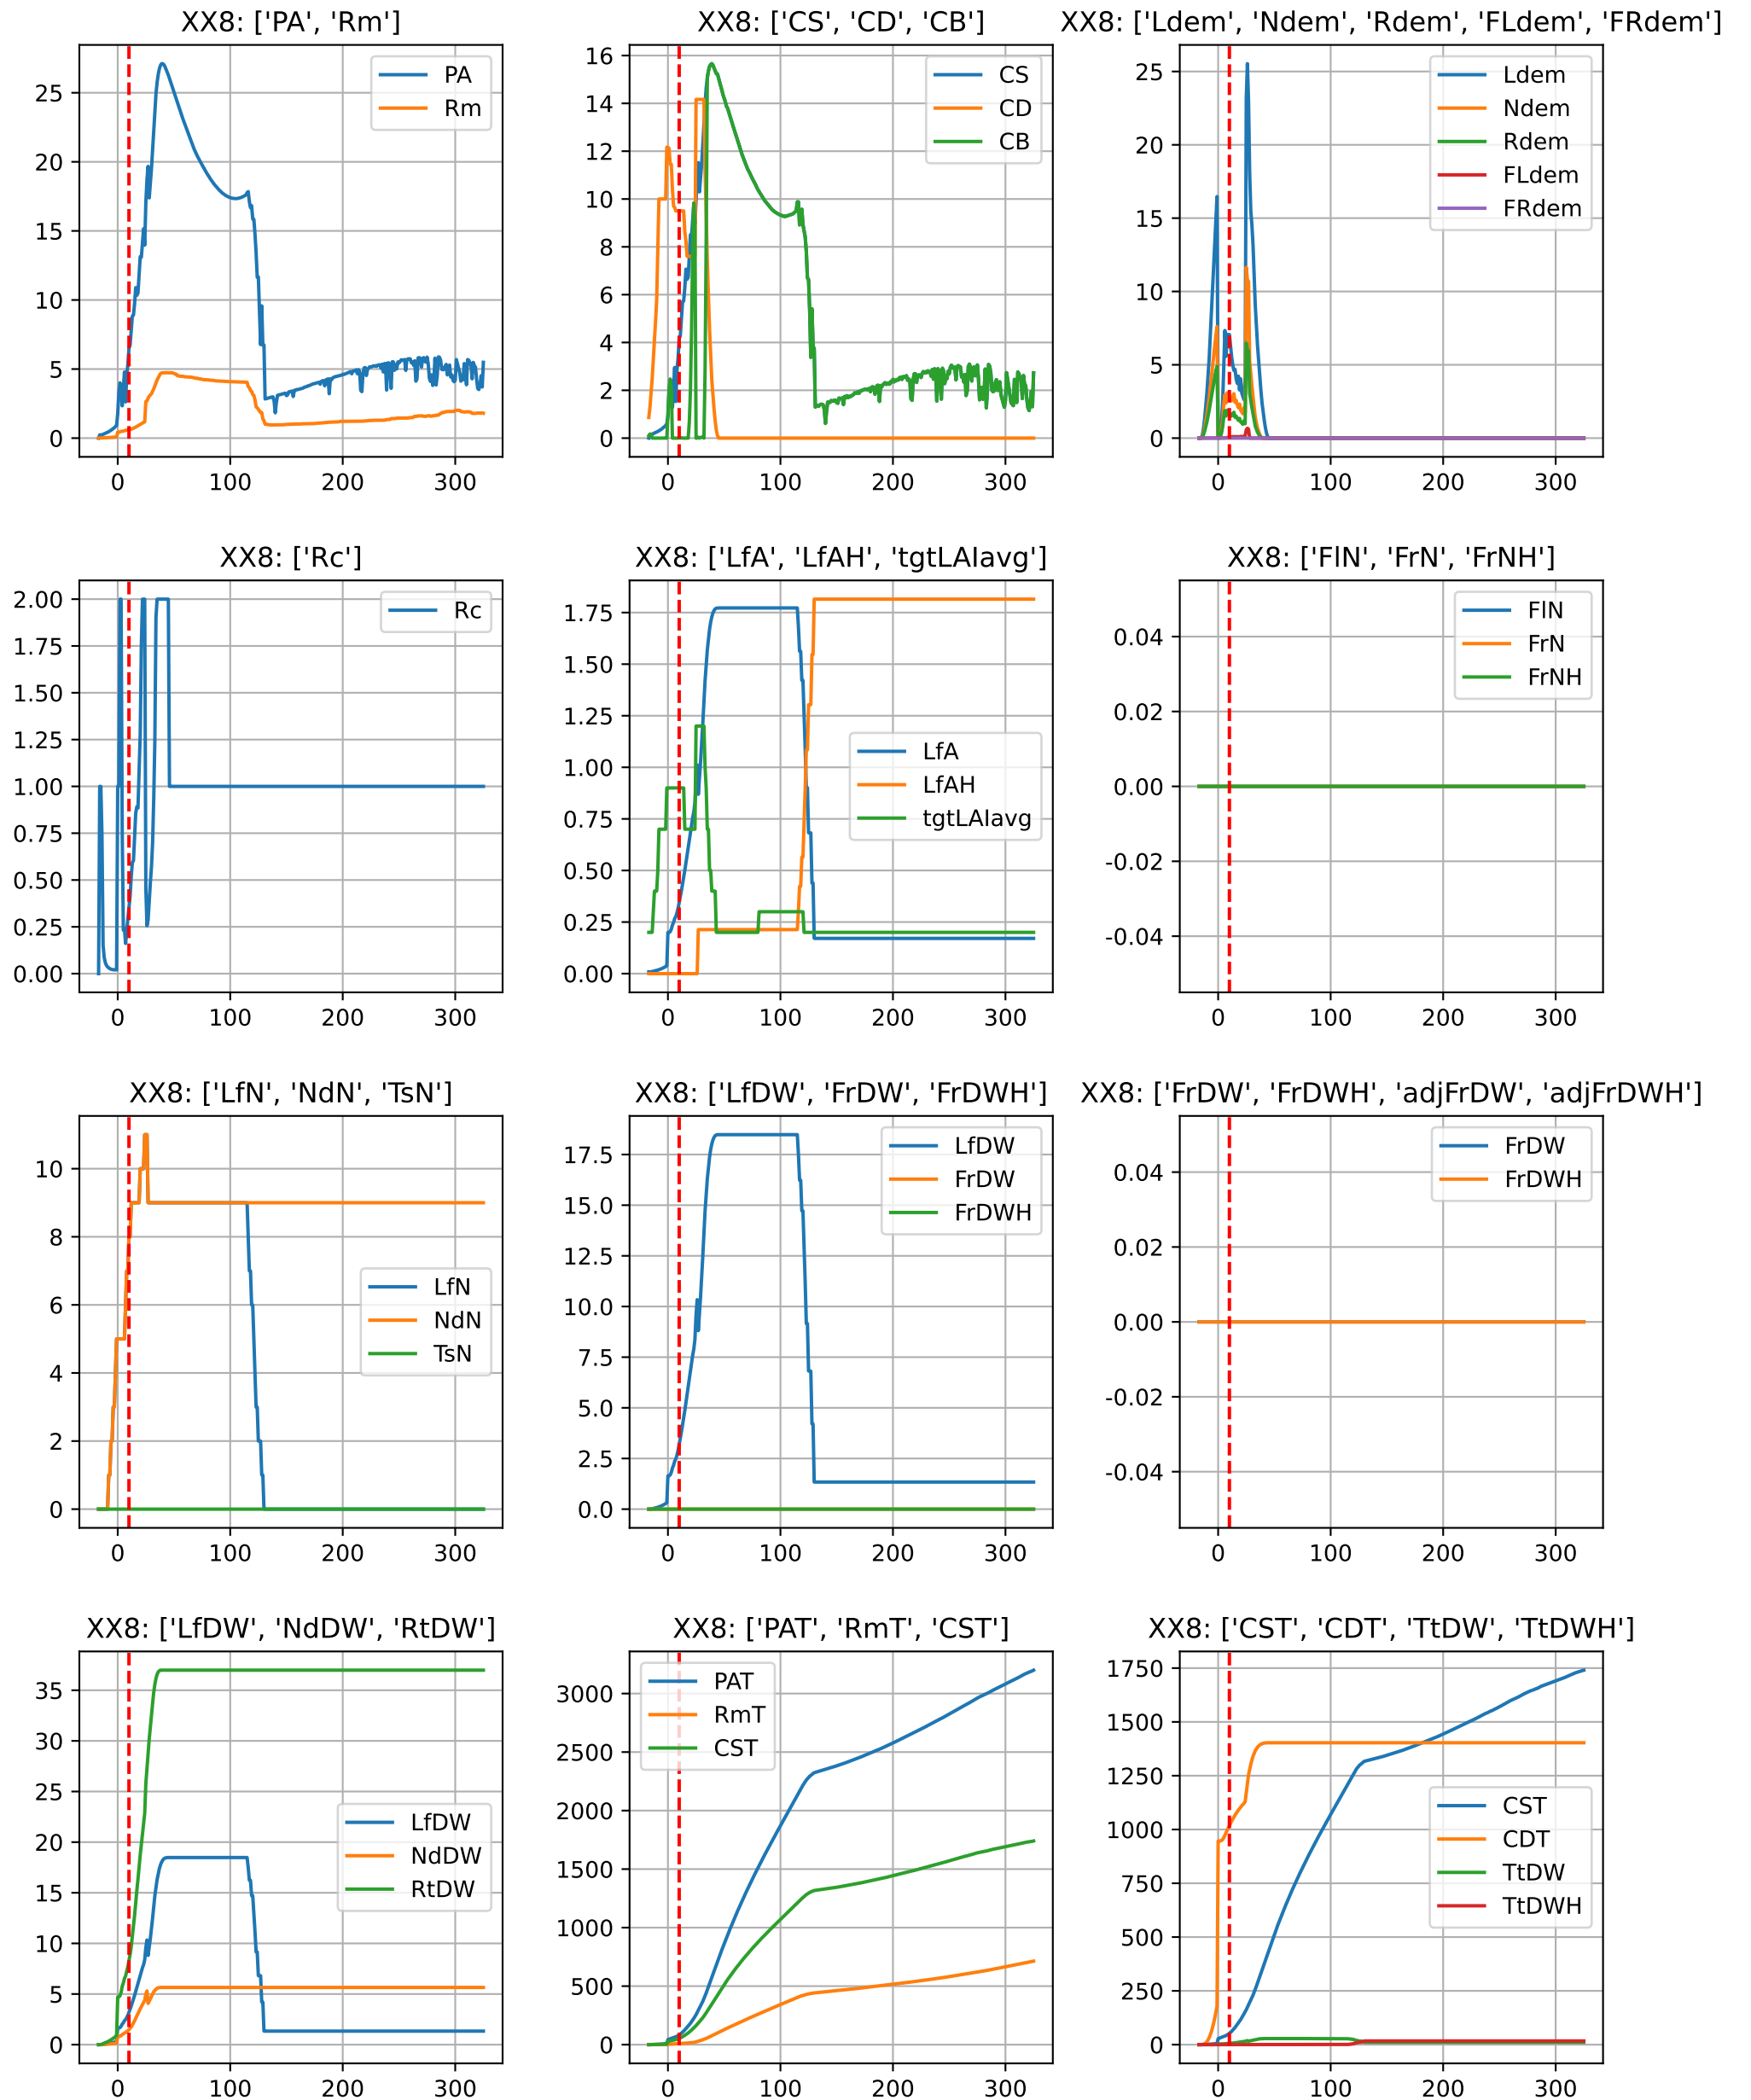 XX8: ['PA', 'Rm']
XX8: ['CS', 'CD', 'CB']
XX8: ['Ldem', 'Ndem', 'Rdem', 'FLdem', 'FRdem']
PA
Rm
25
20
15
10
5
0
0 100 200 300
CS
CD
CB
16
14
12
10
8
6
4
2
0
0 100 200 300
Ldem
Ndem
Rdem
FLdem
FRdem
25
20
15
10
5
0
0 100 200 300
XX8: ['Rc']
XX8: ['LfA', 'LfAH', 'tgtLAIavg']
XX8: ['FlN', 'FrN', 'FrNH']
Rc
2.00
1.75
1.50
1.25
1.00
0.75
0.50
0.25
0.00
0 100 200 300
LfA
LfAH
tgtLAIavg
1.75
1.50
1.25
1.00
0.75
0.50
0.25
0.00
0 100 200 300
FlN
FrN
FrNH
0.04
0.02
0.00
-0.02
-0.04
0 100 200 300
XX8: ['LfN', 'NdN', 'TsN']
XX8: ['LfDW', 'FrDW', 'FrDWH']
XX8: ['FrDW', 'FrDWH', 'adjFrDW', 'adjFrDWH']
LfN
NdN
TsN
10
8
6
4
2
0
0 100 200 300
LfDW
FrDW
FrDWH
17.5
15.0
12.5
10.0
7.5
5.0
2.5
0.0
0 100 200 300
FrDW
FrDWH
0.04
0.02
0.00
-0.02
-0.04
0 100 200 300
XX8: ['LfDW', 'NdDW', 'RtDW']
XX8: ['PAT', 'RmT', 'CST']
XX8: ['CST', 'CDT', 'TtDW', 'TtDWH']
LfDW
NdDW
RtDW
35
30
25
20
15
10
5
0
0 100 200 300
PAT
RmT
CST
3000
2500
2000
1500
1000
500
0
0 100 200 300
CST
CDT
TtDW
TtDWH
1750
1500
1250
1000
750
500
250
0
0 100 200 300